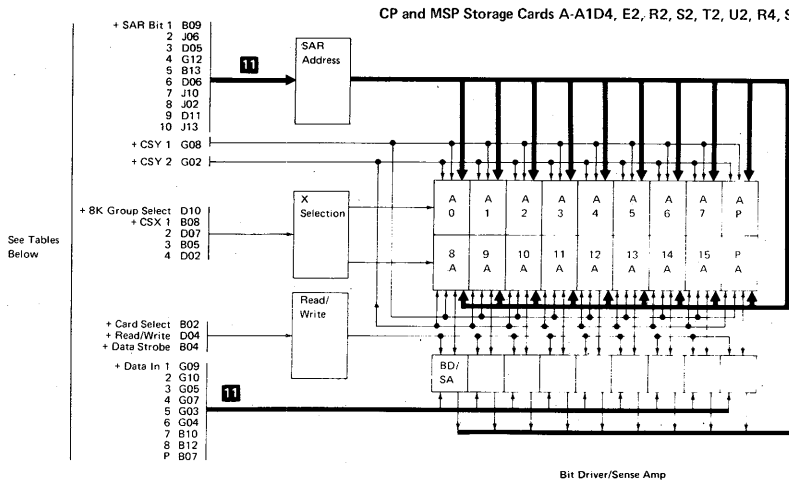 CP and MSP Storage Cards A-A1D4, E2, R2, S2, T2, U2, R4, S
+ SAR Bit 1 B09
2 J06
3 D05
4 G12
5 B13
6 D06
7 J10
8 J02
9 D11
10 J13
11
SAR
Address
+ CSY 1 G08
+ CSY 2 G02
+ 8K Group Select D10
+ CSX 1 B08
2 D07
3 B05
4 D02
X
Selection
A A A A A A A A A
0 1 2 3 4 5 6 7 P
8 9 10 11 12 13 14 15 P
A A A A A A A A A
See Tables
Below
Read/
Write
+ Card Select B02
+ Read/Write D04
+ Data Strobe B04
BD/
SA
+ Data In 1 G09
2 G10
3 G05
4 G07
5 G03
6 G04
7 B10
8 B12
P B07
11
Bit Driver/Sense Amp